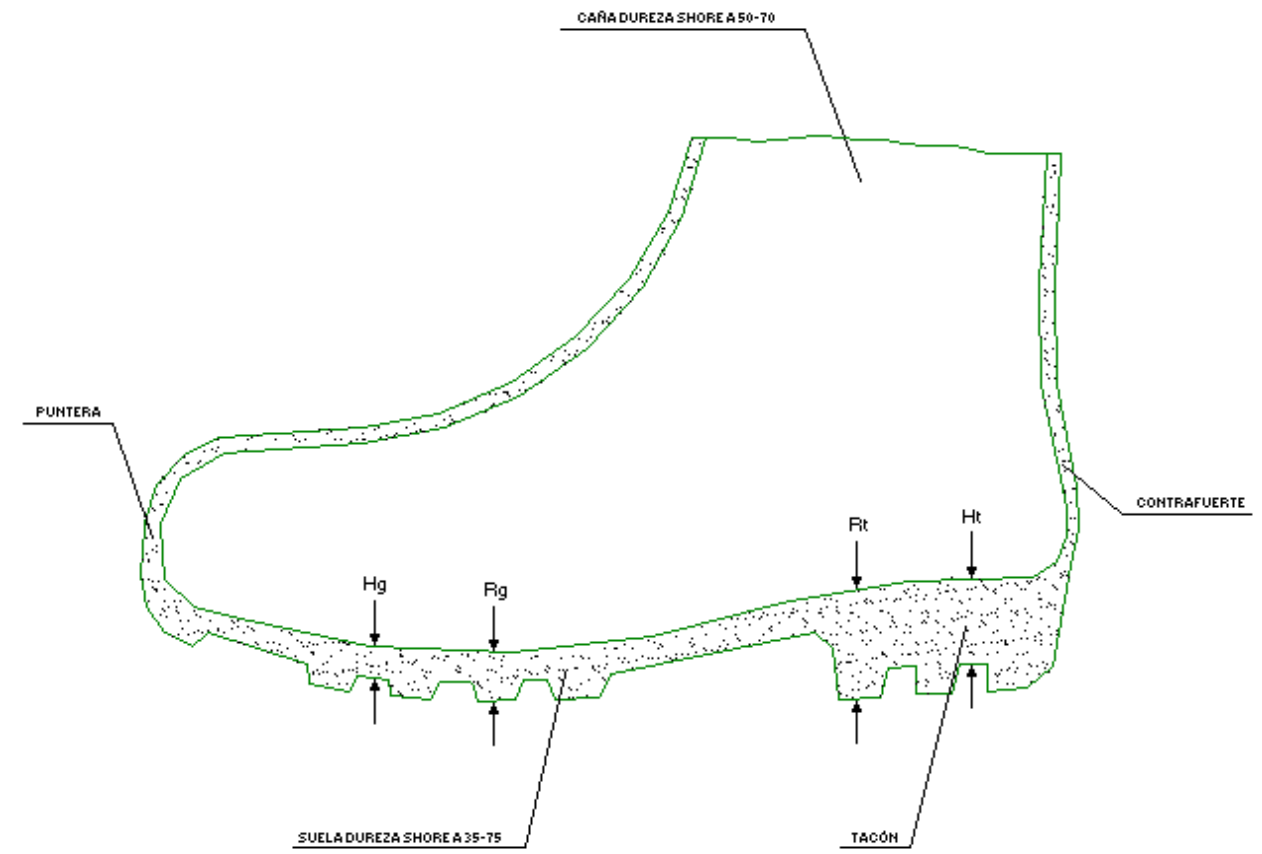 CAÑA DUREZA SHORE A 50-70
PUNTERA
CONTRAFUERTE
Rt
Ht
Hg
Rg
SUELA DUREZA SHORE A 35-75
TACÓN